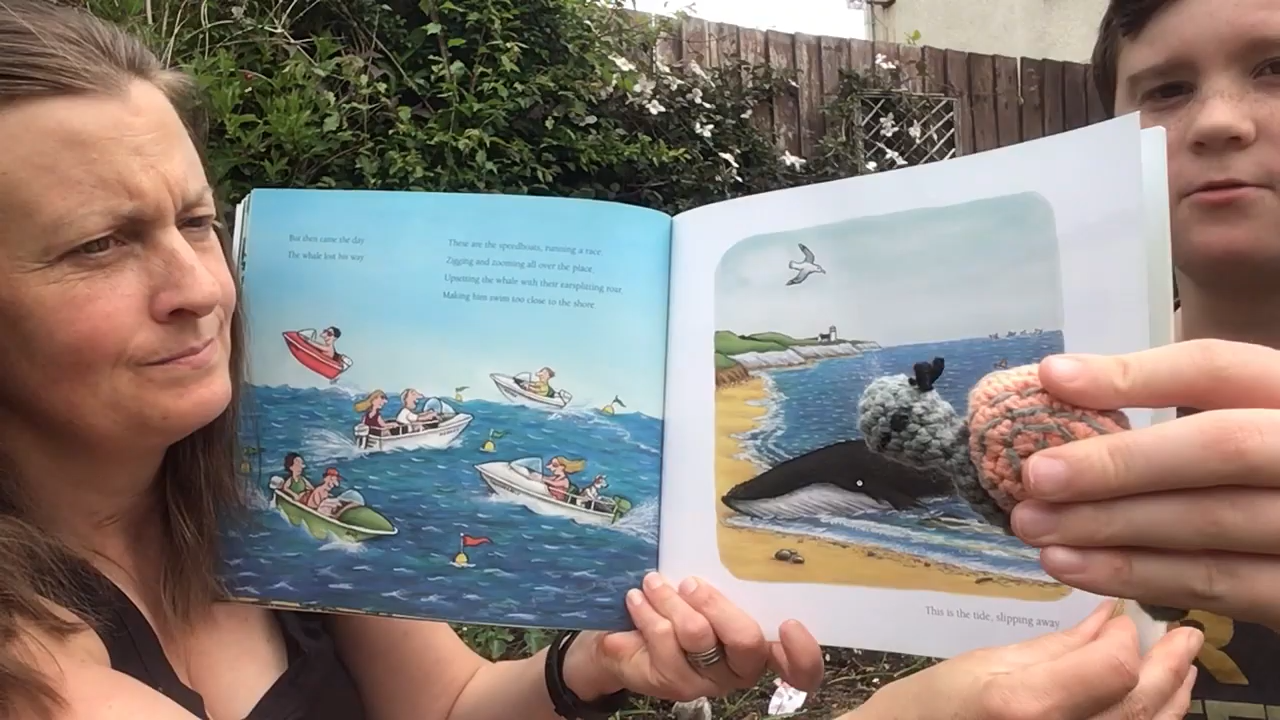 But then came the day
The whale lost his way
These are the speedboats, running a race.
Zigging and zooming all over the place.
Upsetting the whale with their earsplitting roar
Making him swim too close to the shore.
This is the tide, slipping away